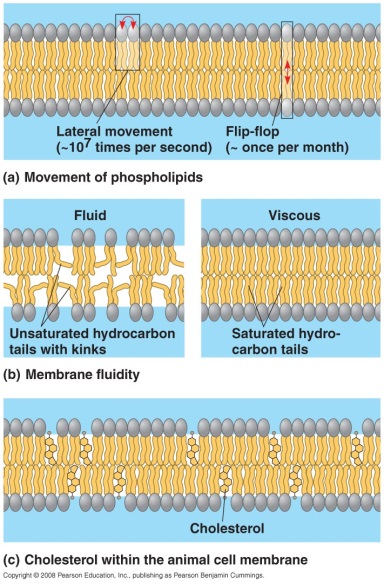 Lateral movement
(~10⁷ times per second)
Flip-flop
(~ once per month)
(a) Movement of phospholipids
Fluid
Viscous
Unsaturated hydrocarbon
tails with kinks
Saturated hydro-
carbon tails
(b) Membrane fluidity
Cholesterol
(c) Cholesterol within the animal cell membrane
Copyright © 2008 Pearson Education, Inc., publishing as Pearson Benjamin Cummings.